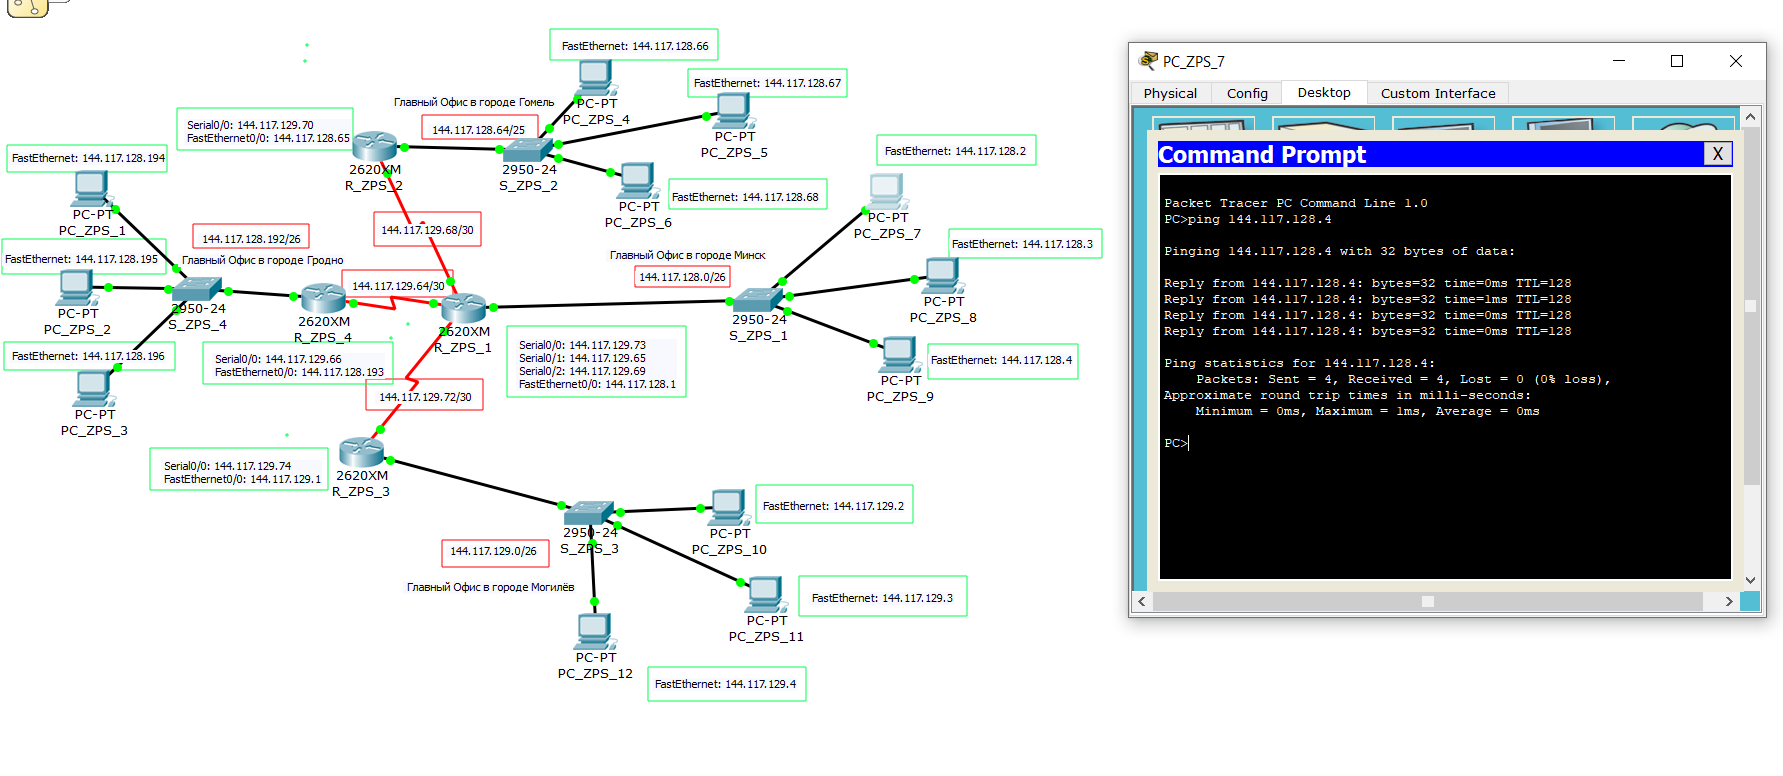 FastEthernet: 144.117.128.66
FastEthernet: 144.117.128.67
Главный Офис в городе Гомель
PC-PT
PC_ZPS_4
Serial0/0: 144.117.129.70
FastEthernet0/0: 144.117.128.65
144.117.128.64/25
PC-PT
PC_ZPS_5
FastEthernet: 144.117.128.194
2620XM
R_ZPS_2
2950-24
S_ZPS_2
FastEthernet: 144.117.128.2
FastEthernet: 144.117.128.68
PC-PT
PC_ZPS_6
PC-PT
PC_ZPS_1
PC-PT
PC_ZPS_7
144.117.129.68/30
144.117.128.192/26
FastEthernet: 144.117.128.195
Главный Офис в городе Гродно
Главный Офис в городе Минск
FastEthernet: 144.117.128.3
144.117.128.0/26
144.117.129.64/30
PC-PT
PC_ZPS_2
2950-24
S_ZPS_4
2620XM
R_ZPS_4
2620XM
R_ZPS_1
2950-24
S_ZPS_1
PC-PT
PC_ZPS_8
FastEthernet: 144.117.128.196
Serial0/0: 144.117.129.66
FastEthernet0/0: 144.117.128.193
Serial0/0: 144.117.129.73
Serial0/1: 144.117.129.65
Serial0/2: 144.117.129.69
FastEthernet0/0: 144.117.128.1
FastEthernet: 144.117.128.4
PC-PT
PC_ZPS_9
144.117.129.72/30
PC-PT
PC_ZPS_3
Serial0/0: 144.117.129.74
FastEthernet0/0: 144.117.129.1
2620XM
R_ZPS_3
FastEthernet: 144.117.129.2
2950-24
S_ZPS_3
PC-PT
PC_ZPS_10
144.117.129.0/26
Главный Офис в городе Могилёв
FastEthernet: 144.117.129.3
PC-PT
PC_ZPS_11
PC-PT
PC_ZPS_12
FastEthernet: 144.117.129.4
PC_ZPS_7
Physical Config Desktop Custom Interface
Command Prompt X
Packet Tracer PC Command Line 1.0
PC>ping 144.117.128.4
Pinging 144.117.128.4 with 32 bytes of data:
Reply from 144.117.128.4: bytes=32 time=0ms TTL=128
Reply from 144.117.128.4: bytes=32 time=1ms TTL=128
Reply from 144.117.128.4: bytes=32 time=0ms TTL=128
Reply from 144.117.128.4: bytes=32 time=0ms TTL=128
Ping statistics for 144.117.128.4:
Packets: Sent = 4, Received = 4, Lost = 0 (0% loss),
Approximate round trip times in milli-seconds:
Minimum = 0ms, Maximum = 1ms, Average = 0ms
PC>